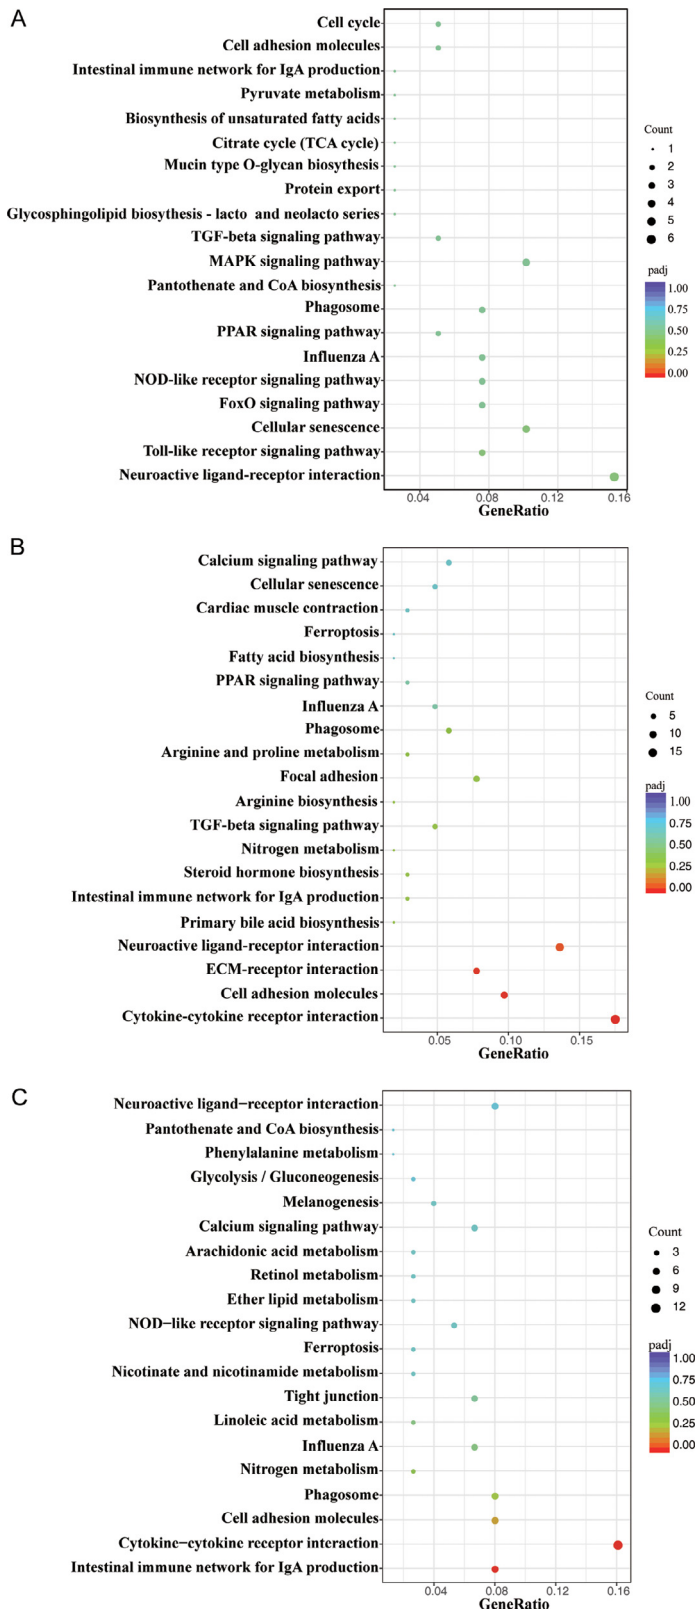 A
Cell cycle
Cell adhesion molecules
Intestinal immune network for IgA production
Pyruvate metabolism
Biosynthesis of unsaturated fatty acids
Citrate cycle (TCA cycle)
Mucin type O-glycan biosythesis
Protein export
Glycosphingolipid biosythesis - lacto and neolacto series
TGF-beta signaling pathway
MAPK signaling pathway
Pantothenate and CoA biosynthesis
Phagosome
PPAR signaling pathway
Influenza A
NOD-like receptor signaling pathway
FoxO signaling pathway
Cellular senescence
Toll-like receptor signaling pathway
Neuroactive ligand-receptor interaction
0.04 0.08 0.12 0.16
GeneRatio
Count
1
2
3
4
5
6
padj
1.00
0.75
0.50
0.25
0.00
B
Calcium signaling pathway
Cellular senescence
Cardiac muscle contraction
Ferroptosis
Fatty acid biosynthesis
PPAR signaling pathway
Influenza A
Phagosome
Arginine and proline metabolism
Focal adhesion
Arginine biosynthesis
TGF-beta signaling pathway
Nitrogen metabolism
Steroid hormone biosynthesis
Intestinal immune network for IgA production
Primary bile acid biosynthesis
Neuroactive ligand-receptor interaction
ECM-receptor interaction
Cell adhesion molecules
Cytokine-cytokine receptor interaction
0.05 0.10 0.15
GeneRatio
Count
5
10
15
padj
1.00
0.75
0.50
0.25
0.00
C
Neuroactive ligand−receptor interaction
Pantothenate and CoA biosynthesis
Phenylalanine metabolism
Glycolysis / Gluconeogenesis
Melanogenesis
Calcium signaling pathway
Arachidonic acid metabolism
Retinol metabolism
Ether lipid metabolism
NOD−like receptor signaling pathway
Ferroptosis
Nicotinate and nicotinamide metabolism
Tight junction
Linoleic acid metabolism
Influenza A
Nitrogen metabolism
Phagosome
Cell adhesion molecules
Cytokine−cytokine receptor interaction
Intestinal immune network for IgA production
0.04 0.08 0.12 0.16
GeneRatio
Count
3
6
9
12
padj
1.00
0.75
0.50
0.25
0.00